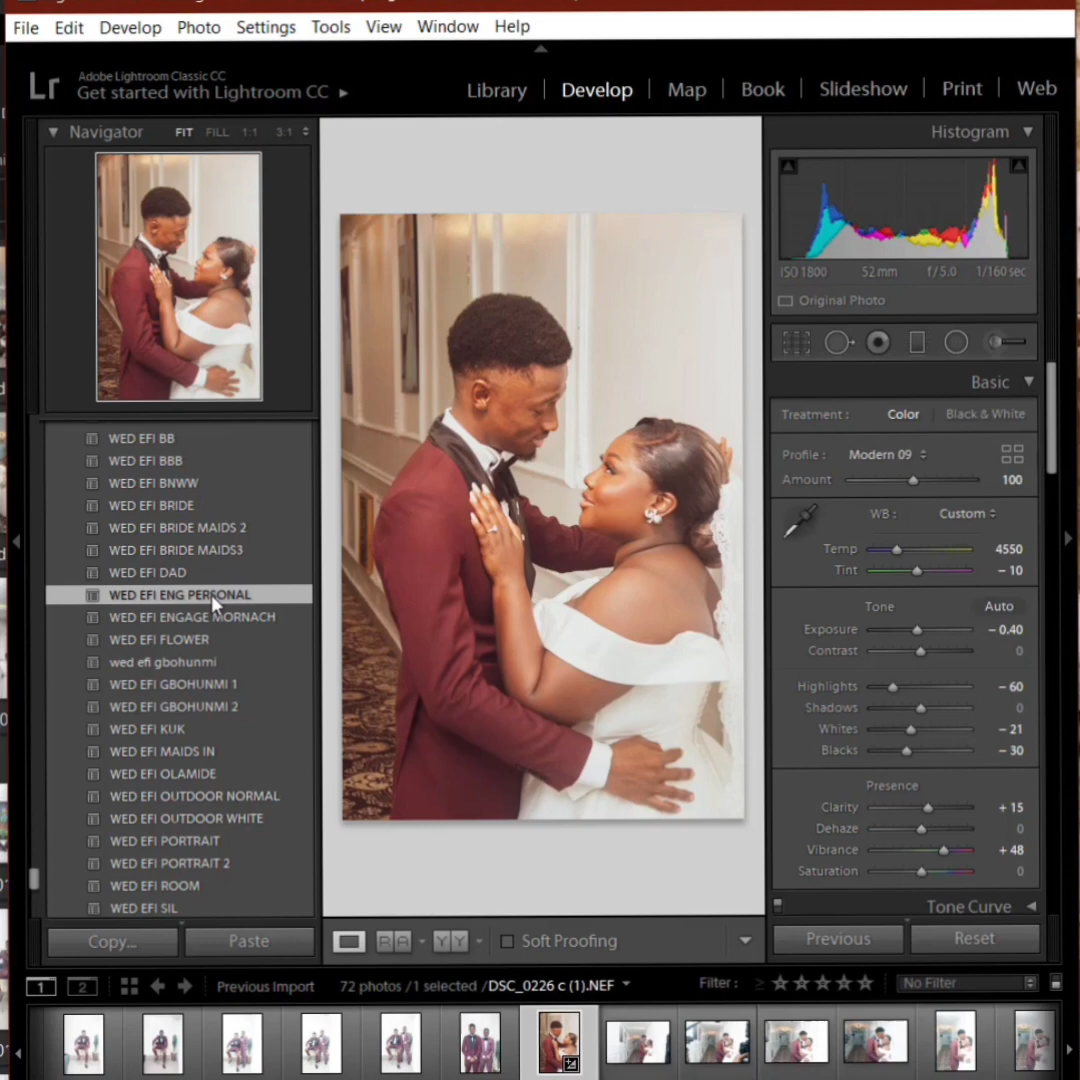 File Edit Develop Photo Settings Tools View Window Help
Lr
Adobe Lightroom Classic CC
Get started with Lightroom CC
Library Develop Map Book Slideshow Print Web
Navigator FIT FILL 1:1 3:1
Histogram
ISO 1800 52 mm f / 5.0 1/160 sec
Original Photo
Basic
Treatment : Color Black & White
Profile : Modern 09
Amount 100
WB : Custom
Temp 4550
Tint – 10
Tone Auto
Exposure – 0.40
Contrast 0
Highlights – 60
Shadows 0
Whites – 21
Blacks – 30
Presence
Clarity + 15
Dehaze 0
Vibrance + 48
Saturation 0
Tone Curve
Previous Reset
WED EFI BB
WED EFI BBB
WED EFI BNWW
WED EFI BRIDE
WED EFI BRIDE MAIDS 2
WED EFI BRIDE MAIDS3
WED EFI DAD
WED EFI ENG PERSONAL
WED EFI ENGAGE MORNACH
WED EFI FLOWER
wed efi gbohunmi
WED EFI GBOHUNMI 1
WED EFI GBOHUNMI 2
WED EFI KUK
WED EFI MAIDS IN
WED EFI OLAMIDE
WED EFI OUTDOOR NORMAL
WED EFI OUTDOOR WHITE
WED EFI PORTRAIT
WED EFI PORTRAIT 2
WED EFI ROOM
WED EFI SIL
Copy... Paste
R A Y Y Soft Proofing
1 2 Previous Import 72 photos / 1 selected / DSC_0226 c (1).NEF Filter : No Filter